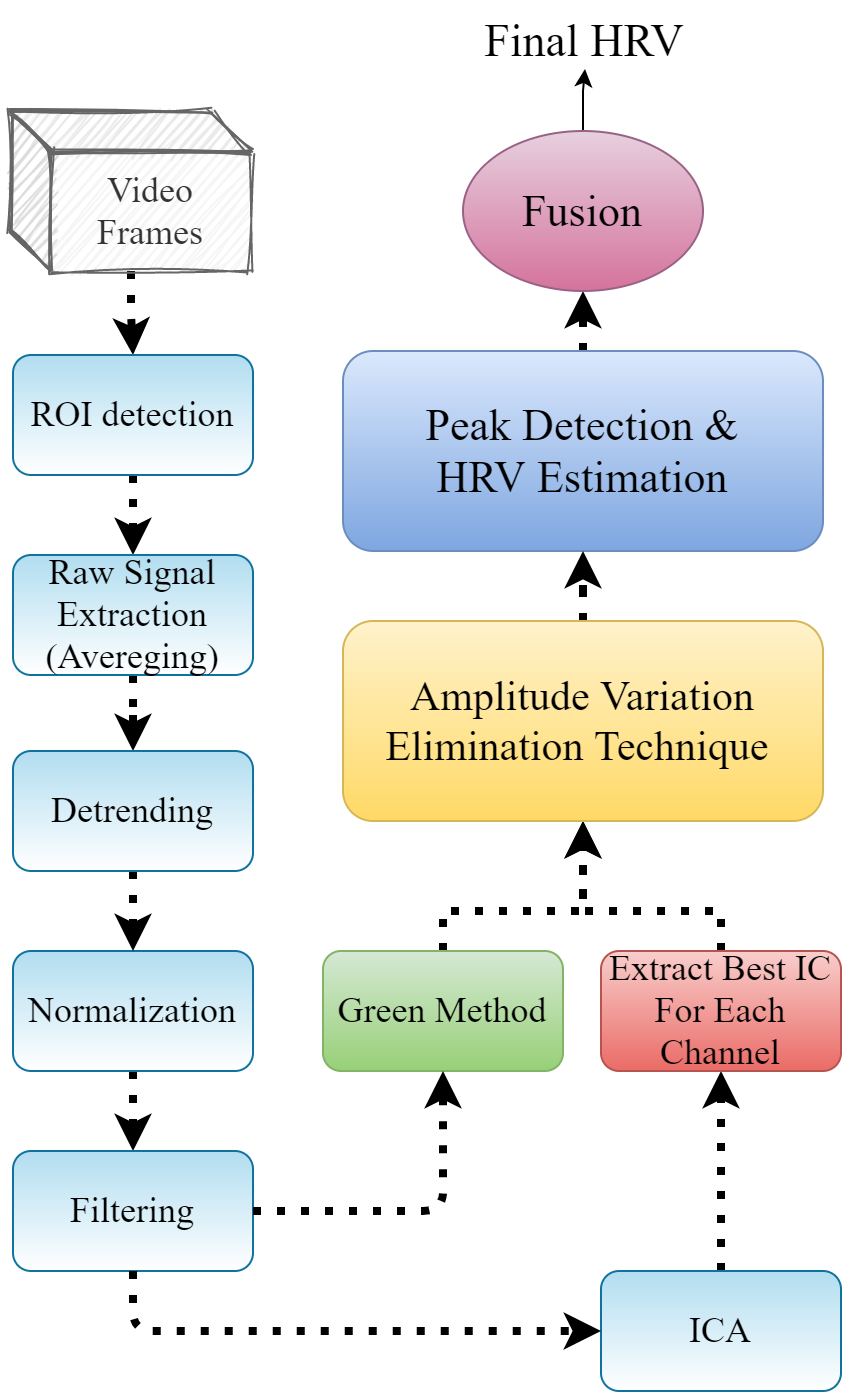 Video
Frames
ROI detection
Raw Signal
Extraction
(Avereging)
Detrending
Normalization
Filtering
ICA
Green Method
Extract Best IC
For Each
Channel
Amplitude Variation
Elimination Technique
Peak Detection &
HRV Estimation
Fusion
Final HRV